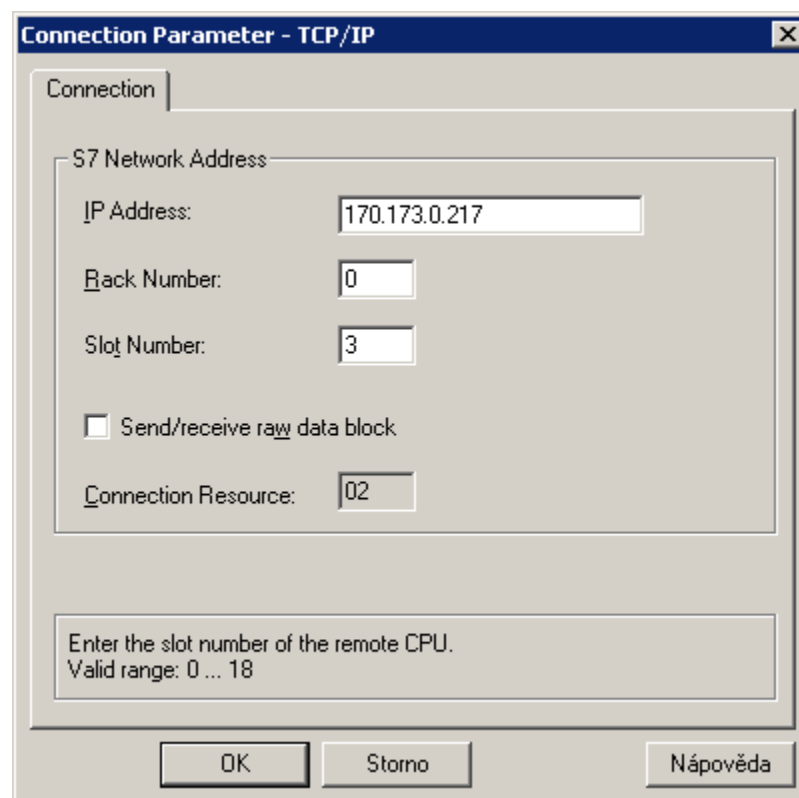 Connection Parameter - TCP/IP
Connection
S7 Network Address
IP Address: 170.173.0.217
Rack Number: 0
Slot Number: 3
Send/receive raw data block
Connection Resource: 02
Enter the slot number of the remote CPU.
Valid range: 0 ... 18
OK Storno Nápověda